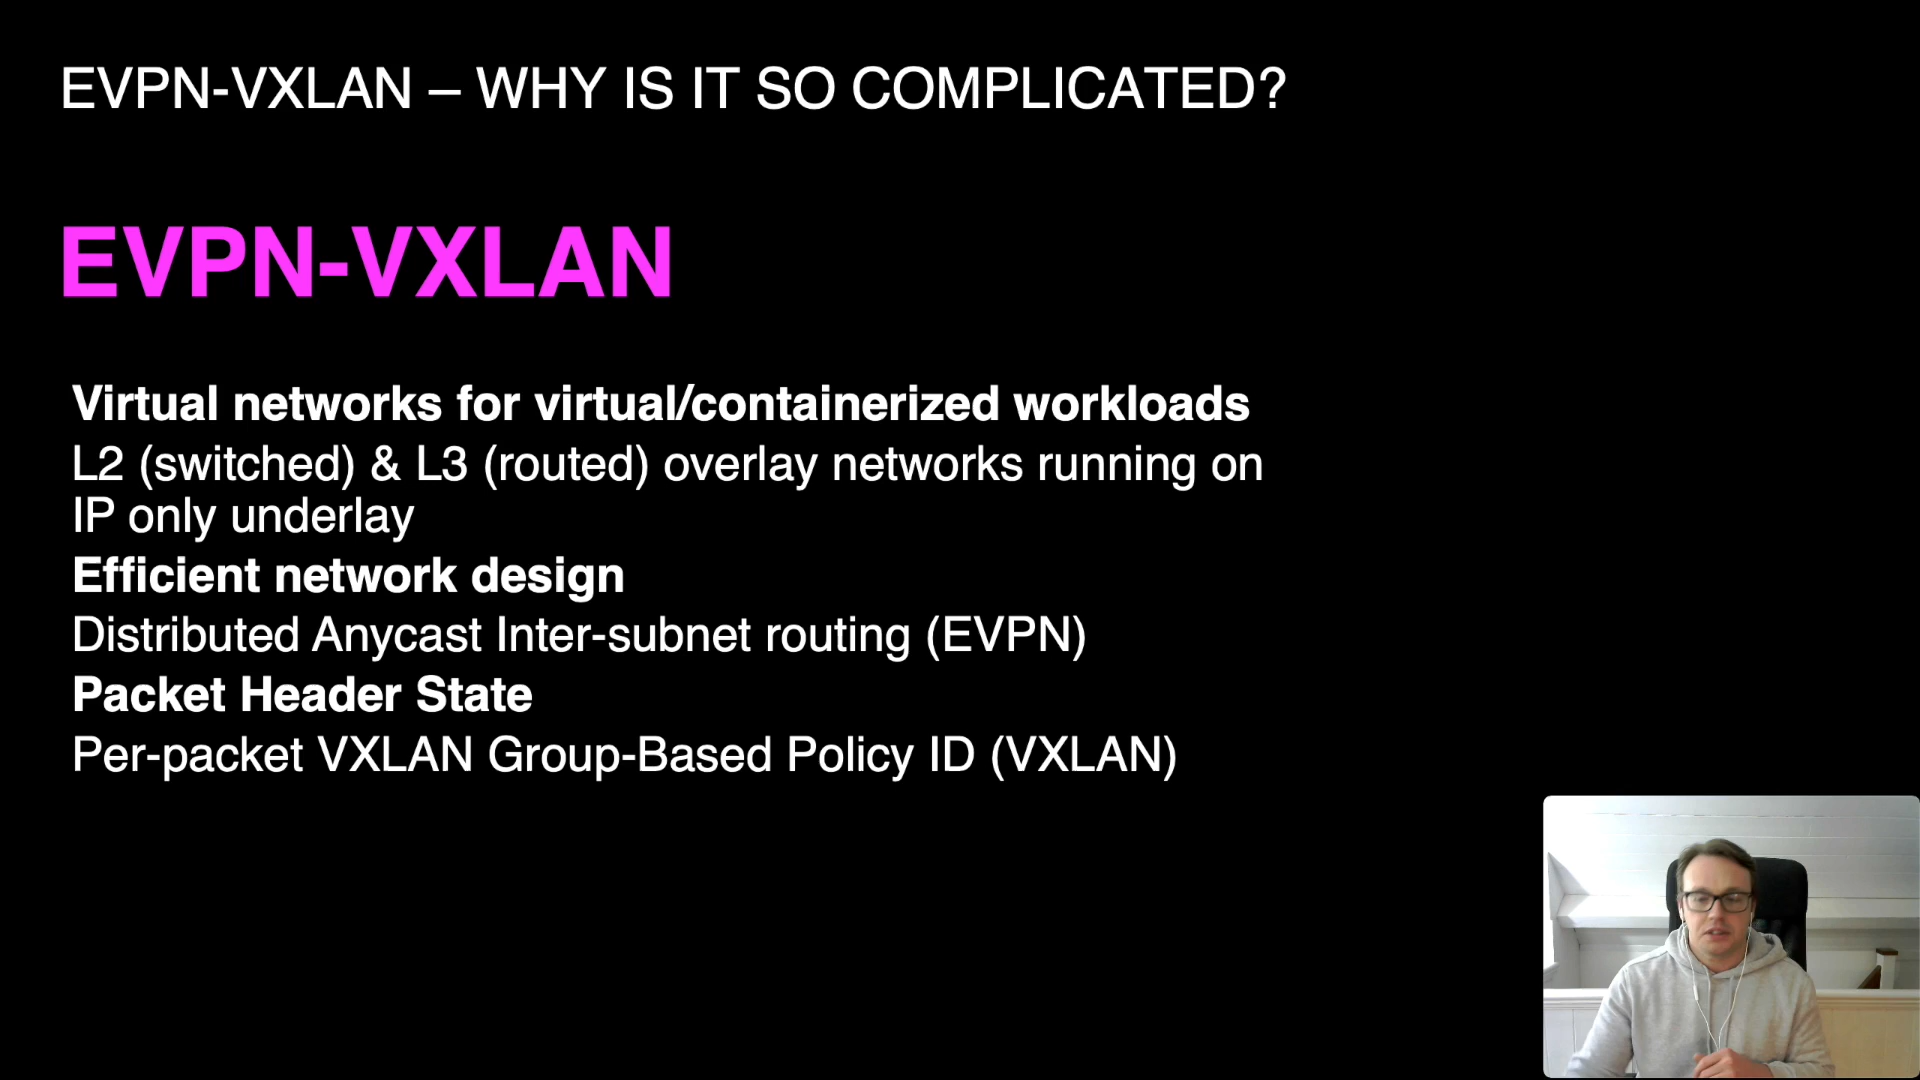 EVPN-VXLAN – WHY IS IT SO COMPLICATED?
EVPN-VXLAN
Virtual networks for virtual/containerized workloads
L2 (switched) & L3 (routed) overlay networks running on
IP only underlay
Efficient network design
Distributed Anycast Inter-subnet routing (EVPN)
Packet Header State
Per-packet VXLAN Group-Based Policy ID (VXLAN)